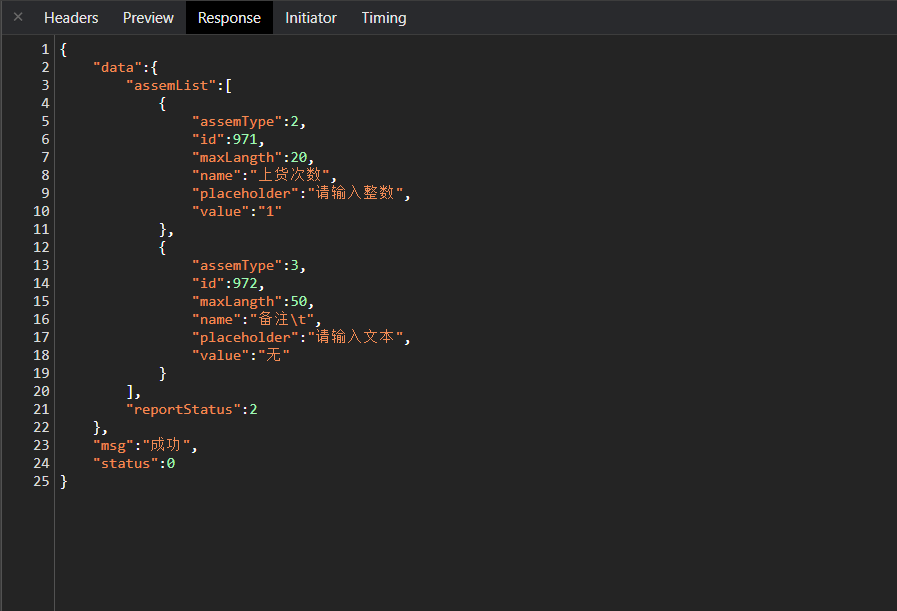 × Headers Preview Response Initiator Timing
1 {
2 "data":{
3 "assemList":[
4 {
5 "assemType":2,
6 "id":971,
7 "maxLangth":20,
8 "name":"上货次数",
9 "placeholder":"请输入整数",
10 "value":"1"
11 },
12 {
13 "assemType":3,
14 "id":972,
15 "maxLangth":50,
16 "name":"备注\t",
17 "placeholder":"请输入文本",
18 "value":"无"
19 }
20 ],
21 "reportStatus":2
22 },
23 "msg":"成功",
24 "status":0
25 }